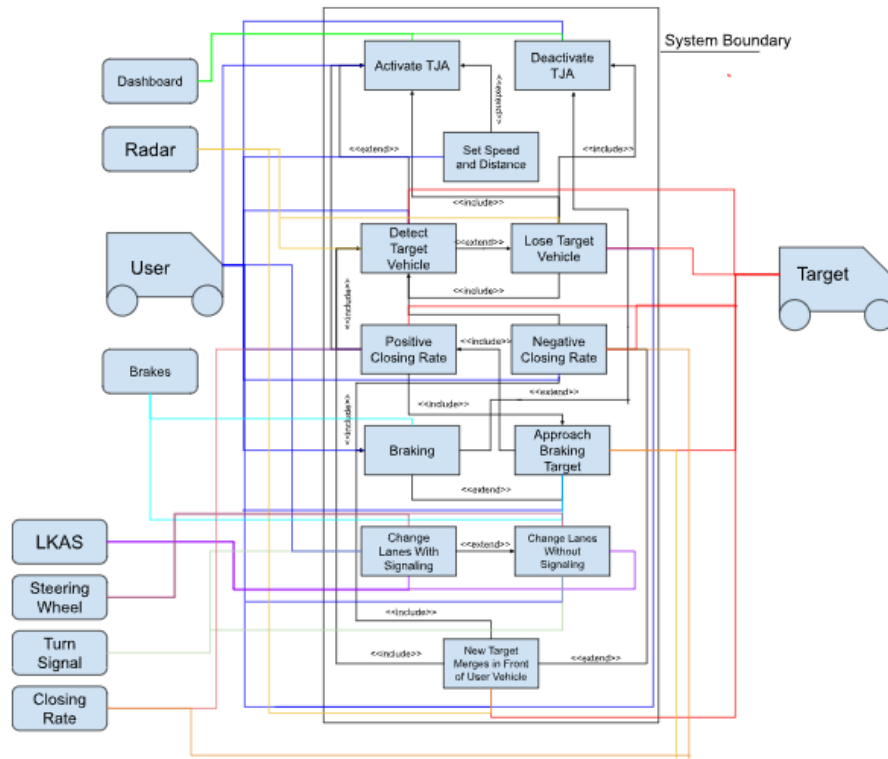 System Boundary
Dashboard
Activate TJA
Deactivate
TJA
<<extend>>
Radar
<<extend>>
Set Speed
and Distance
<<include>>
<<include>>
User
Detect
Target
Vehicle
<<extend>>
Lose Target
Vehicle
Target
<<include>>
<<include>>
Positive
Closing Rate
<<include>>
Negative
Closing Rate
Brakes
<<extend>>
<<include>>
<<include>>
Braking
Approach
Braking
Target
<<extend>>
LKAS
Change
Lanes With
Signaling
<<extend>>
Change Lanes
Without
Signaling
Steering
Wheel
<<include>>
Turn
Signal
<<include>>
New Target
Merges in Front
of User Vehicle
<<extend>>
Closing
Rate